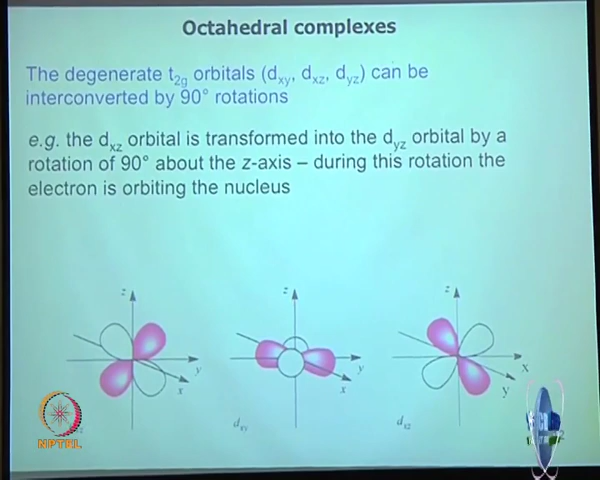 Octahedral complexes
The degenerate t2g orbitals (dxy, dxz, dyz) can be
interconverted by 90° rotations
e.g. the dxz orbital is transformed into the dyz orbital by a
rotation of 90° about the z-axis – during this rotation the
electron is orbiting the nucleus
z
y
x
z
y
x
dxy
z
x
y
dxz
NPTEL